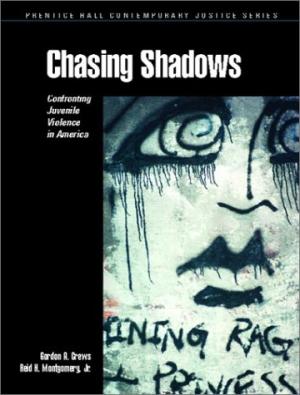 PRENTICE HALL CONTEMPORARY JUSTICE SERIES
Chasing Shadows
Confronting
Juvenile
Violence
in America
INING RAG
PRINCESS
Gordon A. Crews
Reid H. Montgomery, Jr.